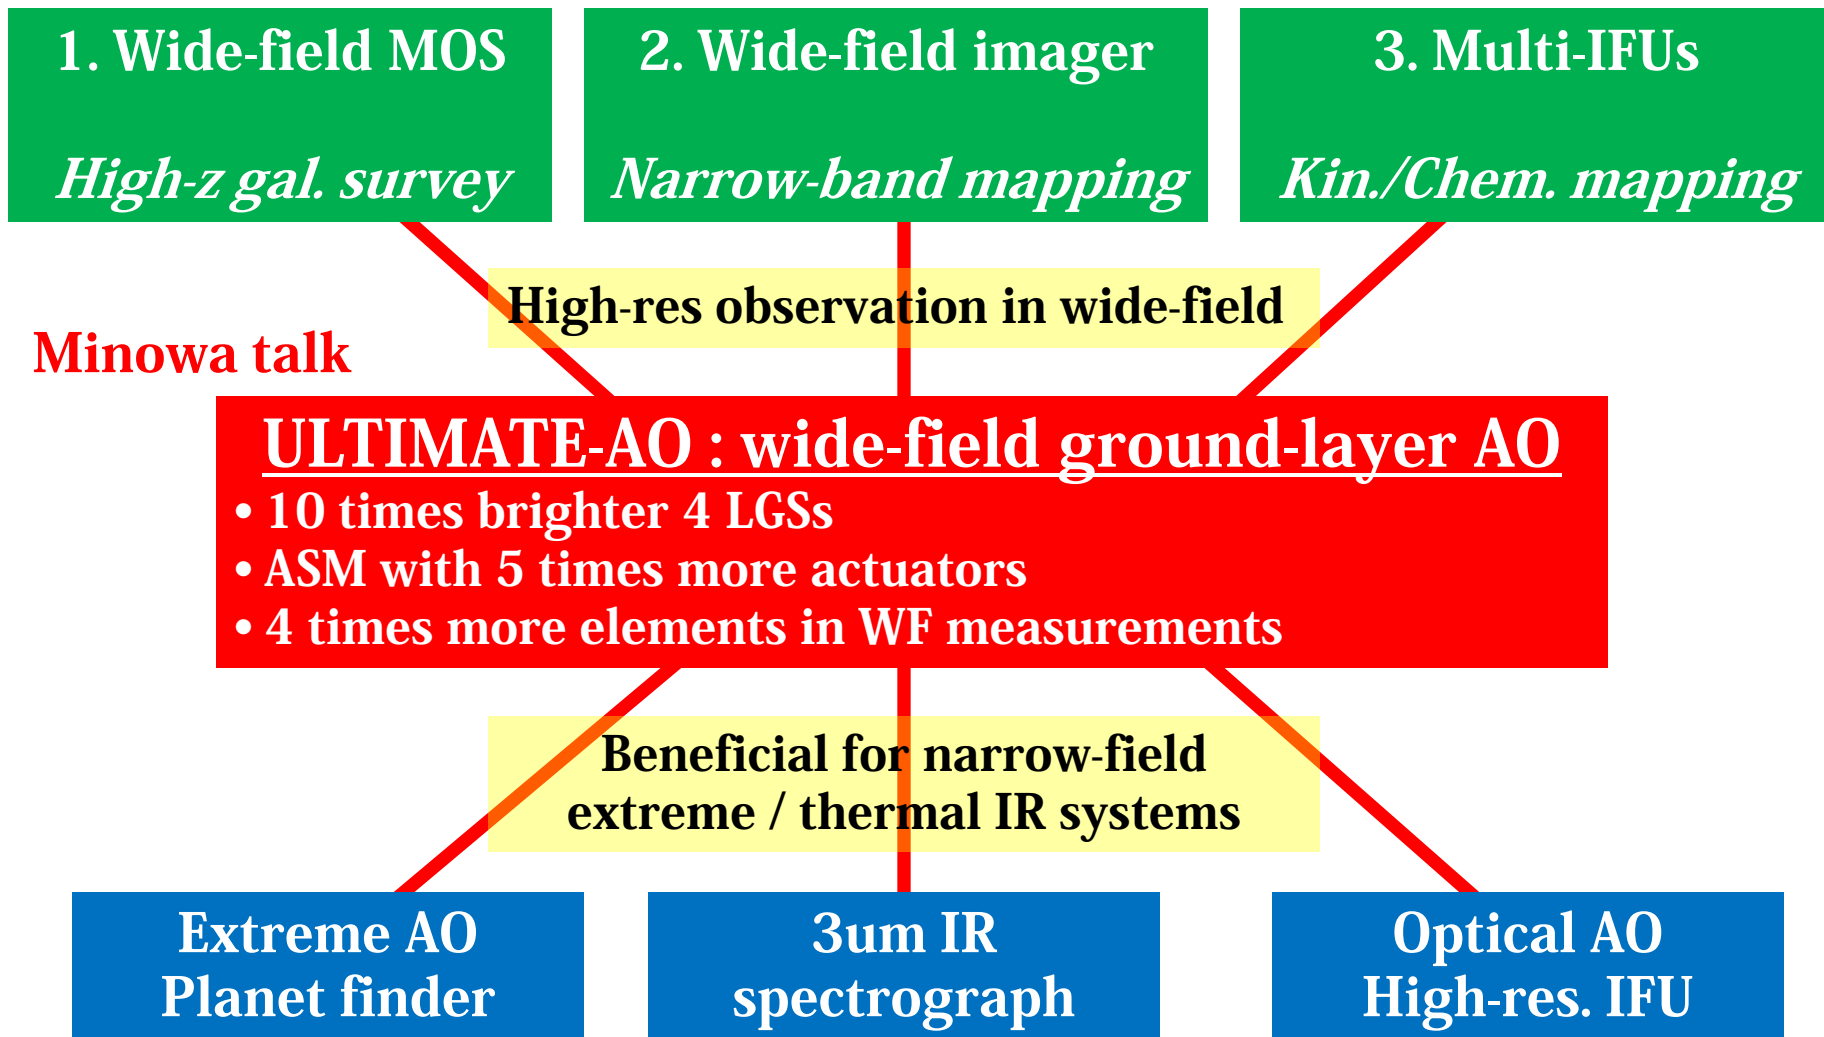 1. Wide-field MOS
High-z gal. survey
2. Wide-field imager
Narrow-band mapping
3. Multi-IFUs
Kin./Chem. mapping
High-res observation in wide-field
Minowa talk
ULTIMATE-AO : wide-field ground-layer AO
• 10 times brighter 4 LGSs
• ASM with 5 times more actuators
• 4 times more elements in WF measurements
Beneficial for narrow-field
extreme / thermal IR systems
Extreme AO
Planet finder
3um IR
spectrograph
Optical AO
High-res. IFU